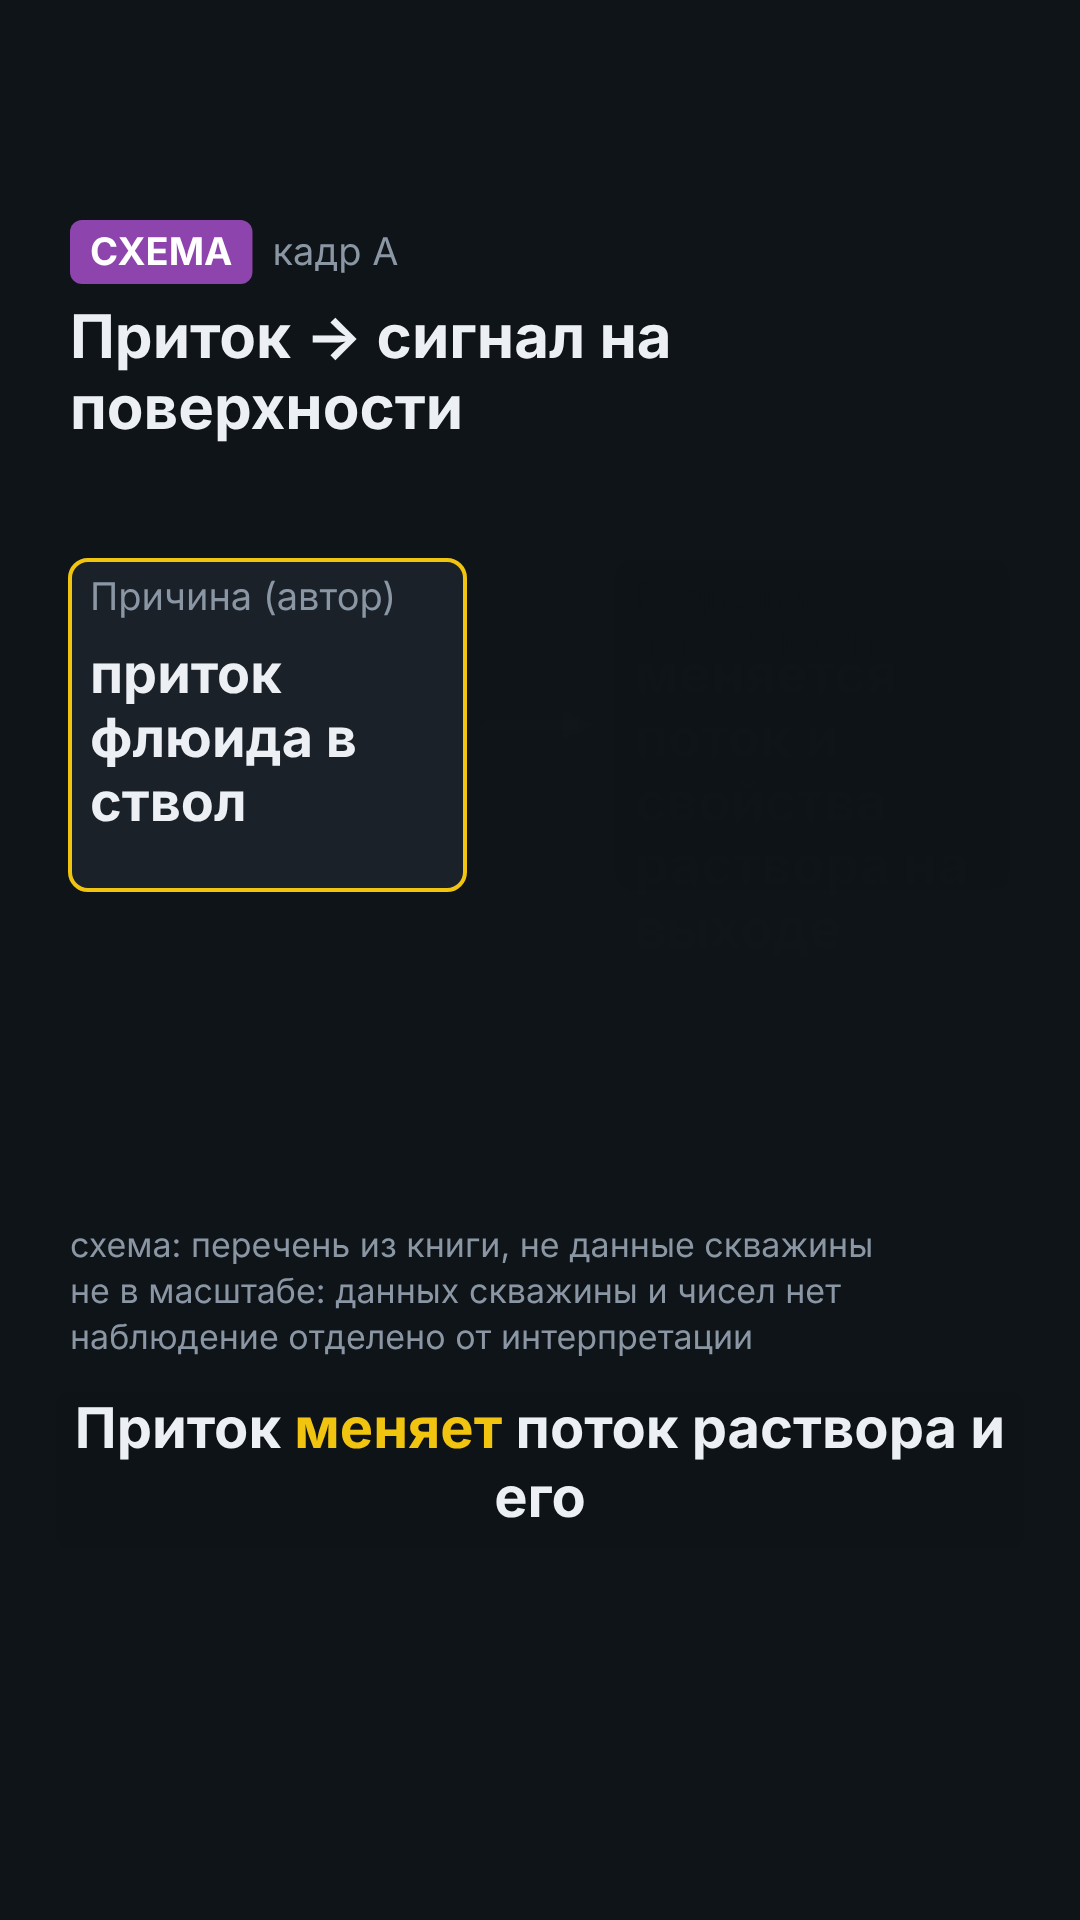 СХЕМА кадр А
Приток → сигнал на
поверхности
Причина (автор)
приток
флюида в
ствол
схема: перечень из книги, не данные скважины
не в масштабе: данных скважины и чисел нет
наблюдение отделено от интерпретации
Приток меняет поток раствора и
его